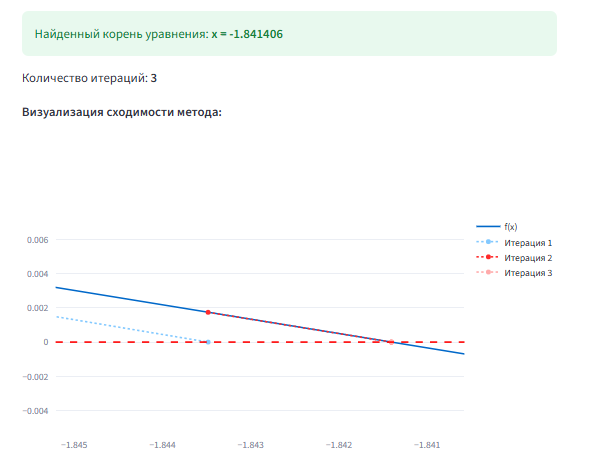 Найденный корень уравнения: x = -1.841406
Количество итераций: 3
Визуализация сходимости метода:
f(x)
Итерация 1
Итерация 2
Итерация 3
0.006
0.004
0.002
0
−0.002
−0.004
−1.845 −1.844 −1.843 −1.842 −1.841